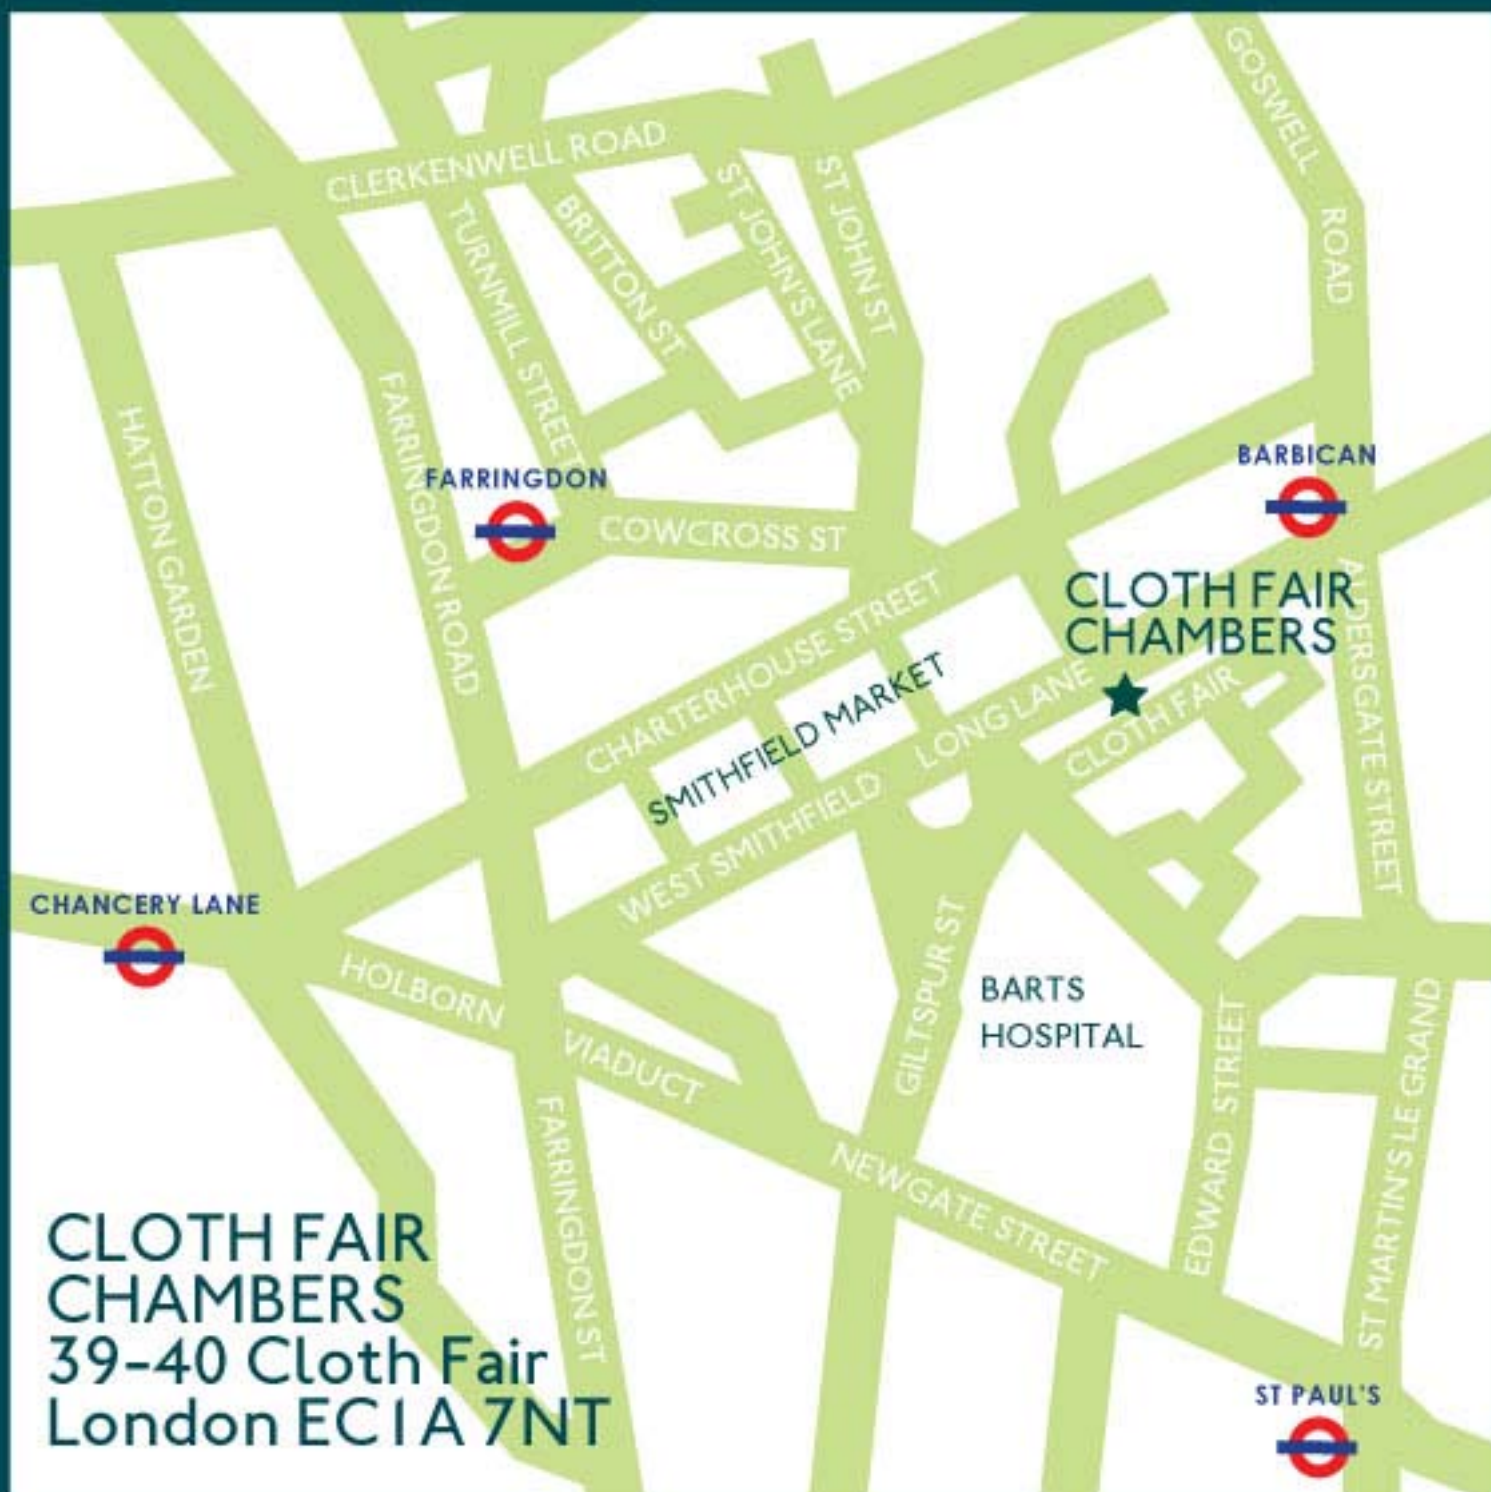 GOSWELL
ROAD
CLERKENWELL ROAD
ST JOHN'S LANE
ST JOHN ST
BRITTON ST
TURNMILL STREET
FARRINGDON ROAD
HATTON GARDEN
FARRINGDON
COWCROSS ST
BARBICAN
CLOTH FAIR
CHAMBERS
CHARTERHOUSE STREET
SMITHFIELD MARKET
LONG LANE
CLOTH FAIR
WEST SMITHFIELD
ALDERSGATE STREET
CHANCERY LANE
HOLBORN
VIADUCT
GILTSPUR ST
BARTS
HOSPITAL
EDWARD STREET
ST MARTIN'S LE GRAND
NEWGATE STREET
FARRINGDON ST
ST PAUL'S
CLOTH FAIR
CHAMBERS
39-40 Cloth Fair
London EC1A 7NT